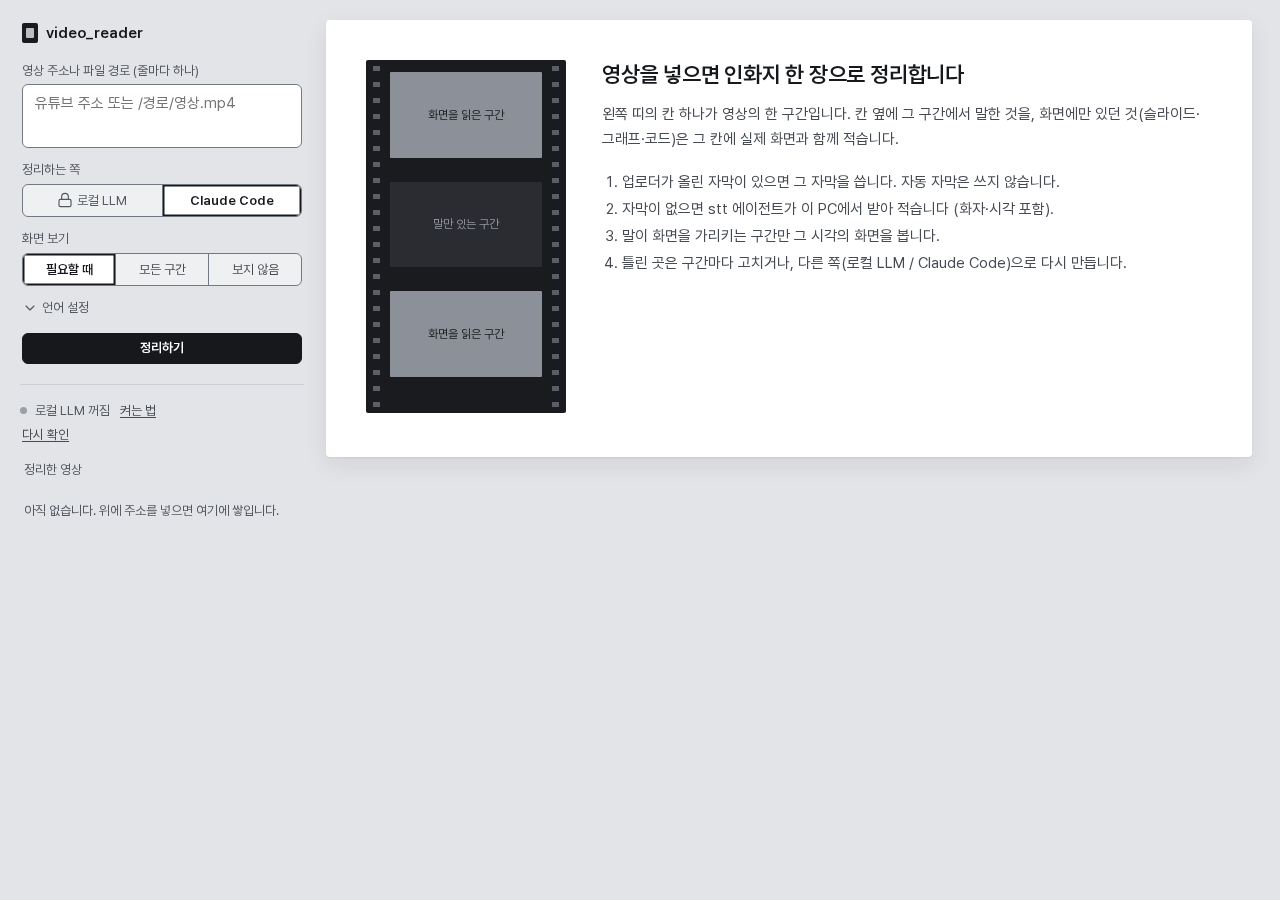 video_reader
영상 주소나 파일 경로 (줄마다 하나)
유튜브 주소 또는 /경로/영상.mp4
정리하는 쪽
로컬 LLM
Claude Code
화면 보기
필요할 때
모든 구간
보지 않음
언어 설정
정리하기
로컬 LLM 꺼짐 켜는 법
다시 확인
정리한 영상
아직 없습니다. 위에 주소를 넣으면 여기에 쌓입니다.
화면을 읽은 구간
말만 있는 구간
화면을 읽은 구간
영상을 넣으면 인화지 한 장으로 정리합니다
왼쪽 띠의 칸 하나가 영상의 한 구간입니다. 칸 옆에 그 구간에서 말한 것을, 화면에만 있던 것(슬라이드·
그래프·코드)은 그 칸에 실제 화면과 함께 적습니다.
1. 업로더가 올린 자막이 있으면 그 자막을 씁니다. 자동 자막은 쓰지 않습니다.
2. 자막이 없으면 stt 에이전트가 이 PC에서 받아 적습니다 (화자·시각 포함).
3. 말이 화면을 가리키는 구간만 그 시각의 화면을 봅니다.
4. 틀린 곳은 구간마다 고치거나, 다른 쪽(로컬 LLM / Claude Code)으로 다시 만듭니다.